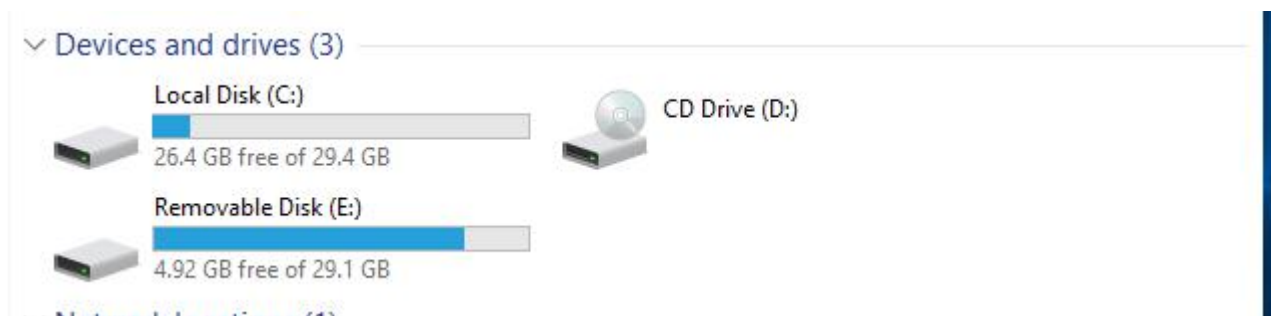 Devices and drives (3)
Local Disk (C:)
26.4 GB free of 29.4 GB
CD Drive (D:)
Removable Disk (E:)
4.92 GB free of 29.1 GB